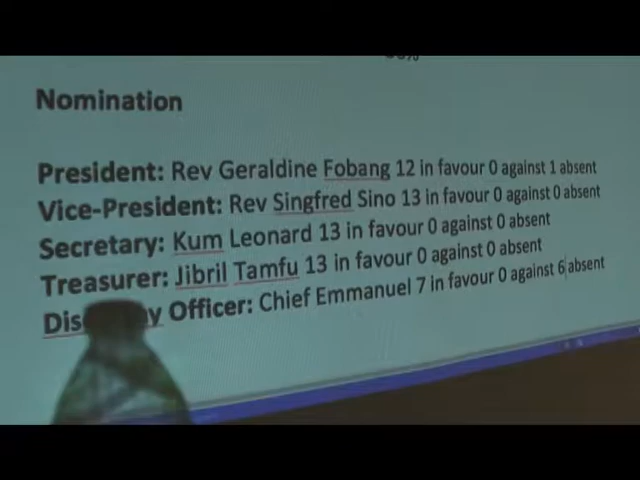 Nomination
President: Rev Geraldine Fobang 12 in favour 0 against 1 absent
Vice-President: Rev Singfred Sino 13 in favour 0 against 0 absent
Secretary: Kum Leonard 13 in favour 0 against 0 absent
Treasurer: Jibril Tamfu 13 in favour 0 against 0 absent
Officer: Chief Emmanuel 7 in favour 0 against 6 absent